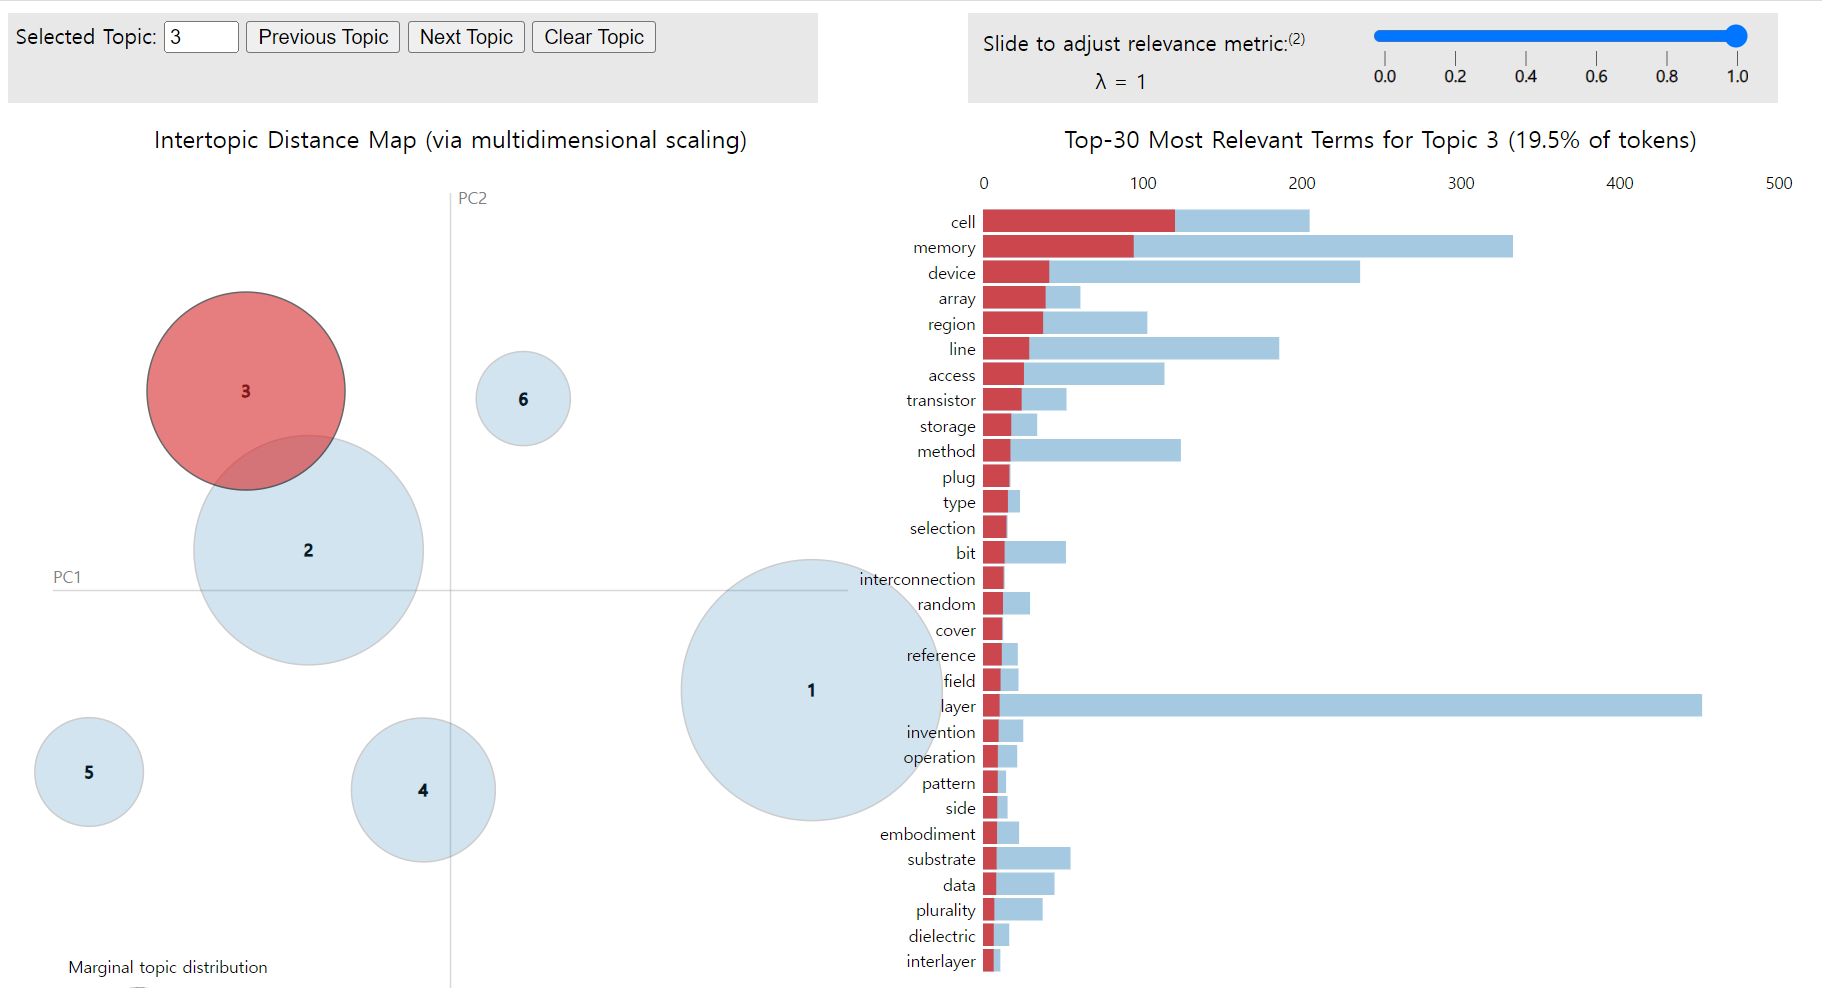 Selected Topic: 3 Previous Topic Next Topic Clear Topic
Slide to adjust relevance metric:(2)
λ = 1
0.0 0.2 0.4 0.6 0.8 1.0
Intertopic Distance Map (via multidimensional scaling)
PC2
PC1
3
6
2
1
5
4
Marginal topic distribution
Top-30 Most Relevant Terms for Topic 3 (19.5% of tokens)
0 100 200 300 400 500
cell
memory
device
array
region
line
access
transistor
storage
method
plug
type
selection
bit
interconnection
random
cover
reference
field
layer
invention
operation
pattern
side
embodiment
substrate
data
plurality
dielectric
interlayer